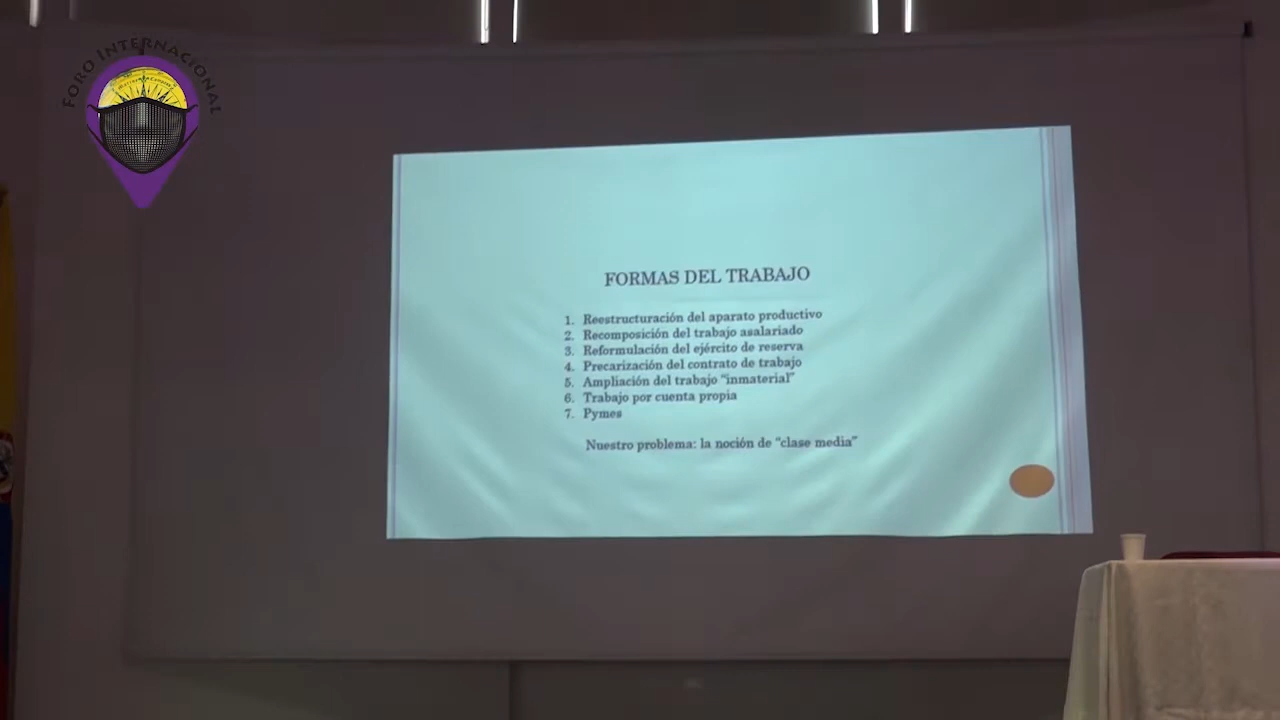 FORO INTERNACIONAL
FORMAS DEL TRABAJO
1. Reestructuración del aparato productivo
2. Recomposición del trabajo asalariado
3. Reformulación del ejército de reserva
4. Precarización del contrato de trabajo
5. Ampliación del trabajo “inmaterial”
6. Trabajo por cuenta propia
7. Pymes
Nuestro problema: la noción de “clase media”